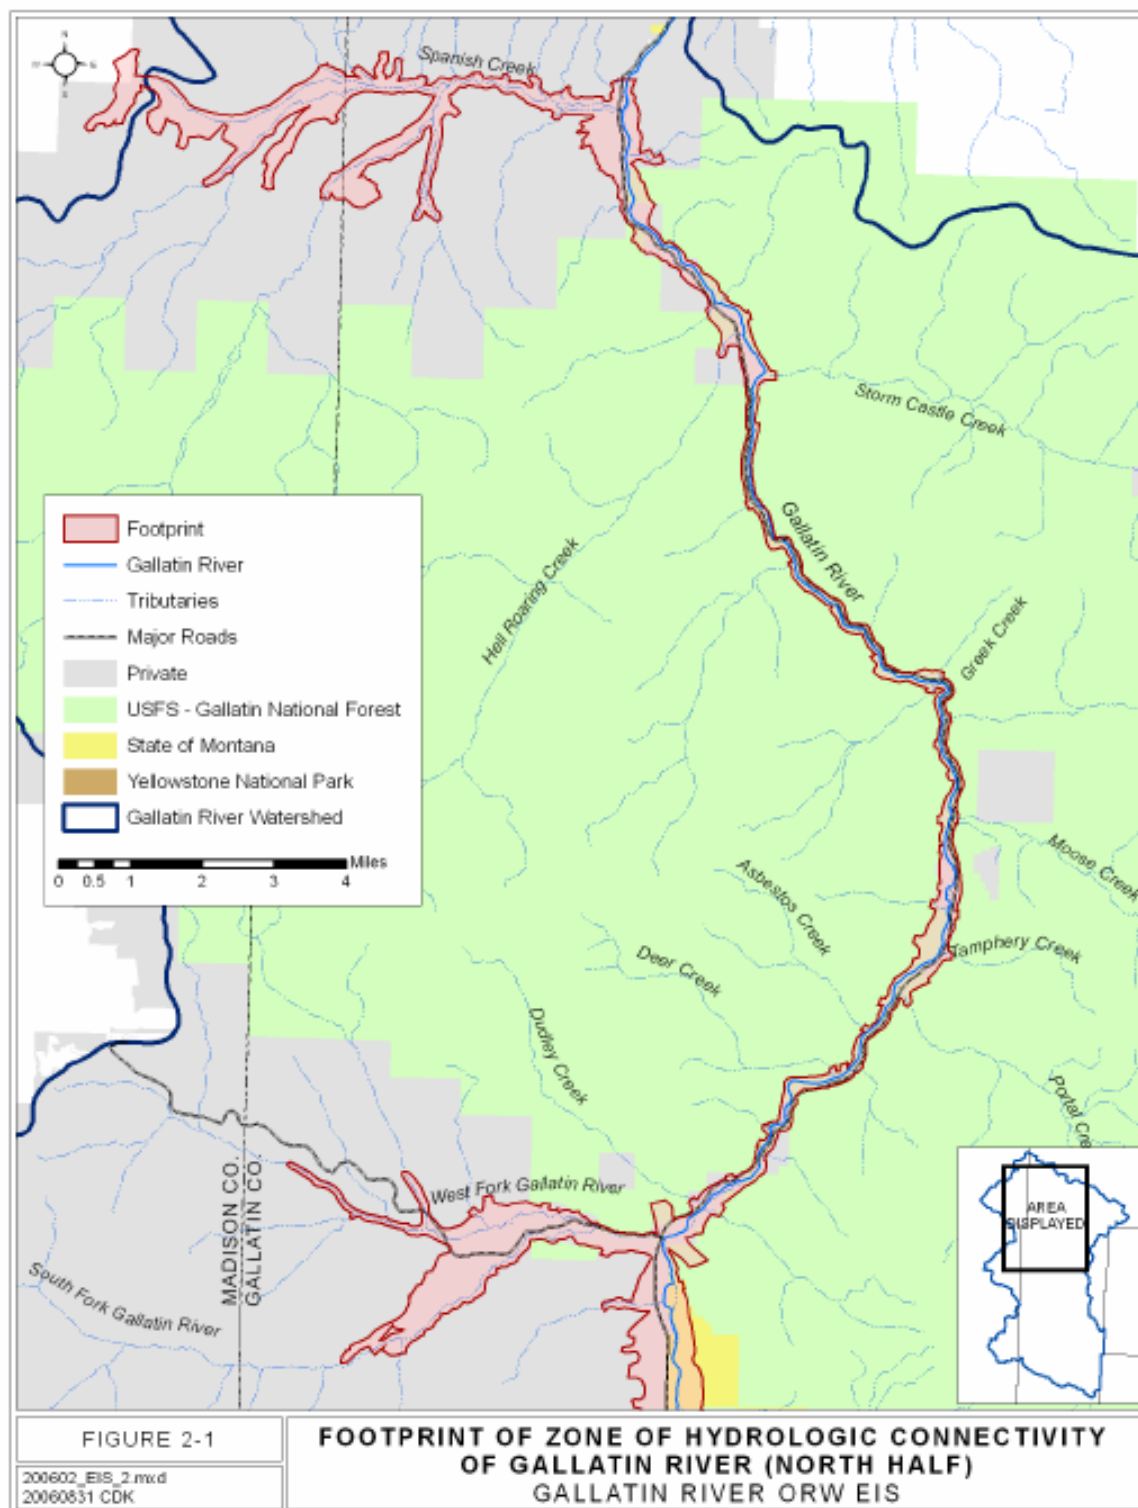 N
Spanish Creek
Storm Castle Creek
Gallatin River
Hell Roaring Creek
Greek Creek
Footprint
Gallatin River
Tributaries
Major Roads
Private
USFS - Gallatin National Forest
State of Montana
Yellowstone National Park
Gallatin River Watershed
Miles
0 0.5 1 2 3 4
Moose Creek
Asbestos Creek
Tamphery Creek
Deer Creek
Dudley Creek
Portal Cre
West Fork Gallatin River
MADISON CO.
GALLATIN CO.
South Fork Gallatin River
AREA
DISPLAYED
FIGURE 2-1
200602_EIS_2.mxd
20060831 CDK
FOOTPRINT OF ZONE OF HYDROLOGIC CONNECTIVITY
OF GALLATIN RIVER (NORTH HALF)
GALLATIN RIVER ORW EIS